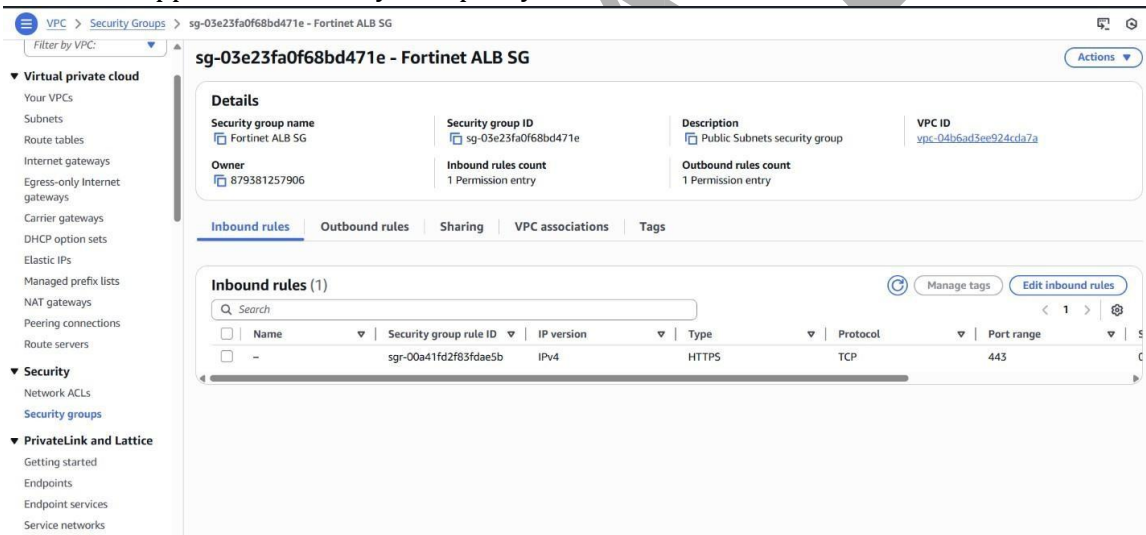 VPC > Security Groups > sg-03e23fa0f68bd471e - Fortinet ALB SG
Filter by VPC:
Virtual private cloud
Your VPCs
Subnets
Route tables
Internet gateways
Egress-only Internet
gateways
Carrier gateways
DHCP option sets
Elastic IPs
Managed prefix lists
NAT gateways
Peering connections
Route servers
Security
Network ACLs
Security groups
PrivateLink and Lattice
Getting started
Endpoints
Endpoint services
Service networks
sg-03e23fa0f68bd471e - Fortinet ALB SG
Actions
Details
Security group name
Fortinet ALB SG
Security group ID
sg-03e23fa0f68bd471e
Description
Public Subnets security group
VPC ID
vpc-04b6ad3ee924cda7a
Owner
879381257906
Inbound rules count
1 Permission entry
Outbound rules count
1 Permission entry
Inbound rules Outbound rules Sharing VPC associations Tags
Inbound rules (1)
Manage tags Edit inbound rules
Search
< 1 >
Name Security group rule ID IP version Type Protocol Port range
– sgr-00a41fd2f83fdae5b IPv4 HTTPS TCP 443